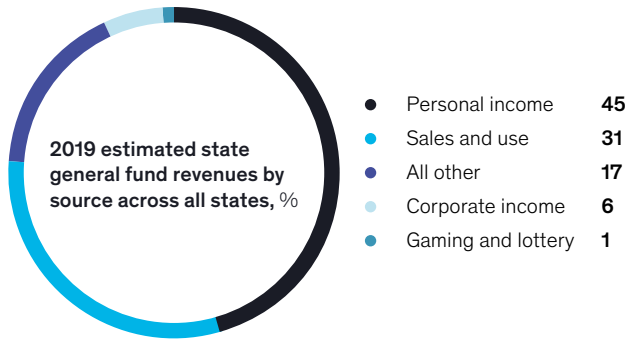 2019 estimated state
general fund revenues by
source across all states, %
Personal income 45
Sales and use 31
All other 17
Corporate income 6
Gaming and lottery 1